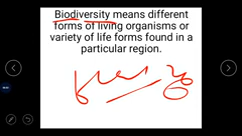 Biodiversity means different
forms of living organisms or
variety of life forms found in a
particular region.